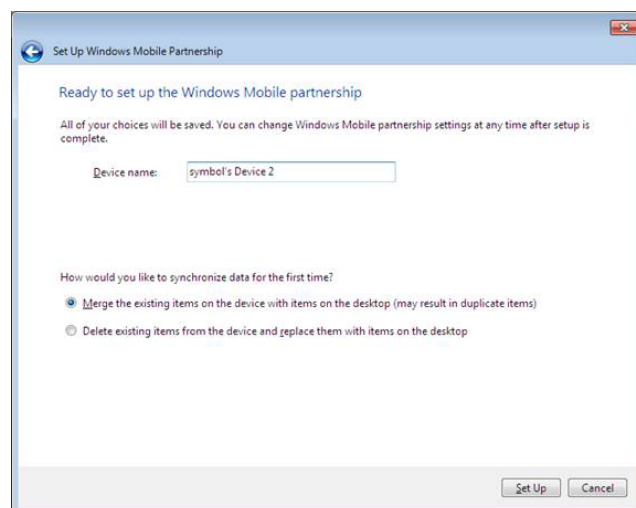 Set Up Windows Mobile Partnership
Ready to set up the Windows Mobile partnership
All of your choices will be saved. You can change Windows Mobile partnership settings at any time after setup is
complete.
Device name: symbol's Device 2
How would you like to synchronize data for the first time?
Merge the existing items on the device with items on the desktop (may result in duplicate items)
Delete existing items from the device and replace them with items on the desktop
Set Up Cancel